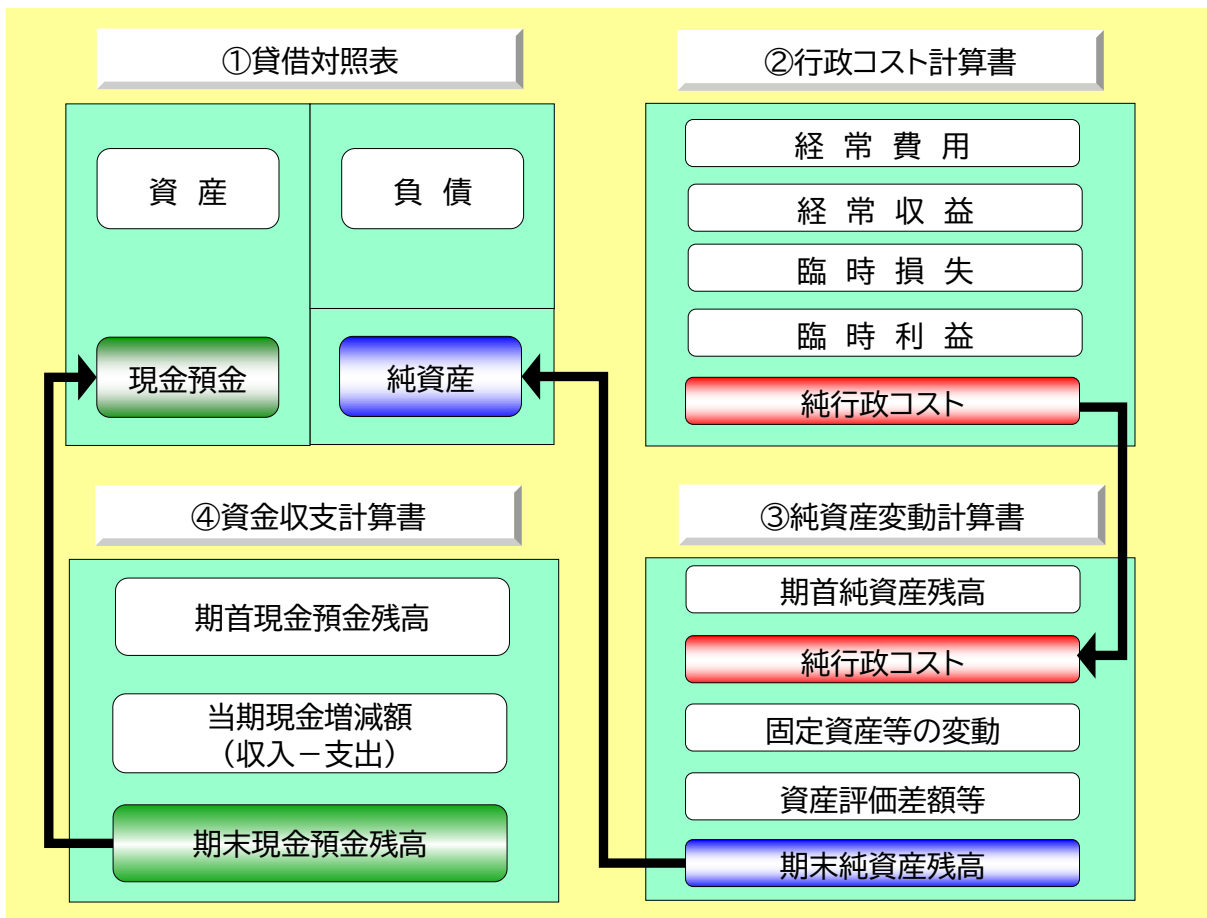 ①貸借対照表
資 産
負 債
現金預金
純資産
②行政コスト計算書
経 常 費 用
経 常 収 益
臨 時 損 失
臨 時 利 益
純行政コスト
④資金収支計算書
期首現金預金残高
当期現金増減額
（収入－支出）
期末現金預金残高
③純資産変動計算書
期首純資産残高
純行政コスト
固定資産等の変動
資産評価差額等
期末純資産残高